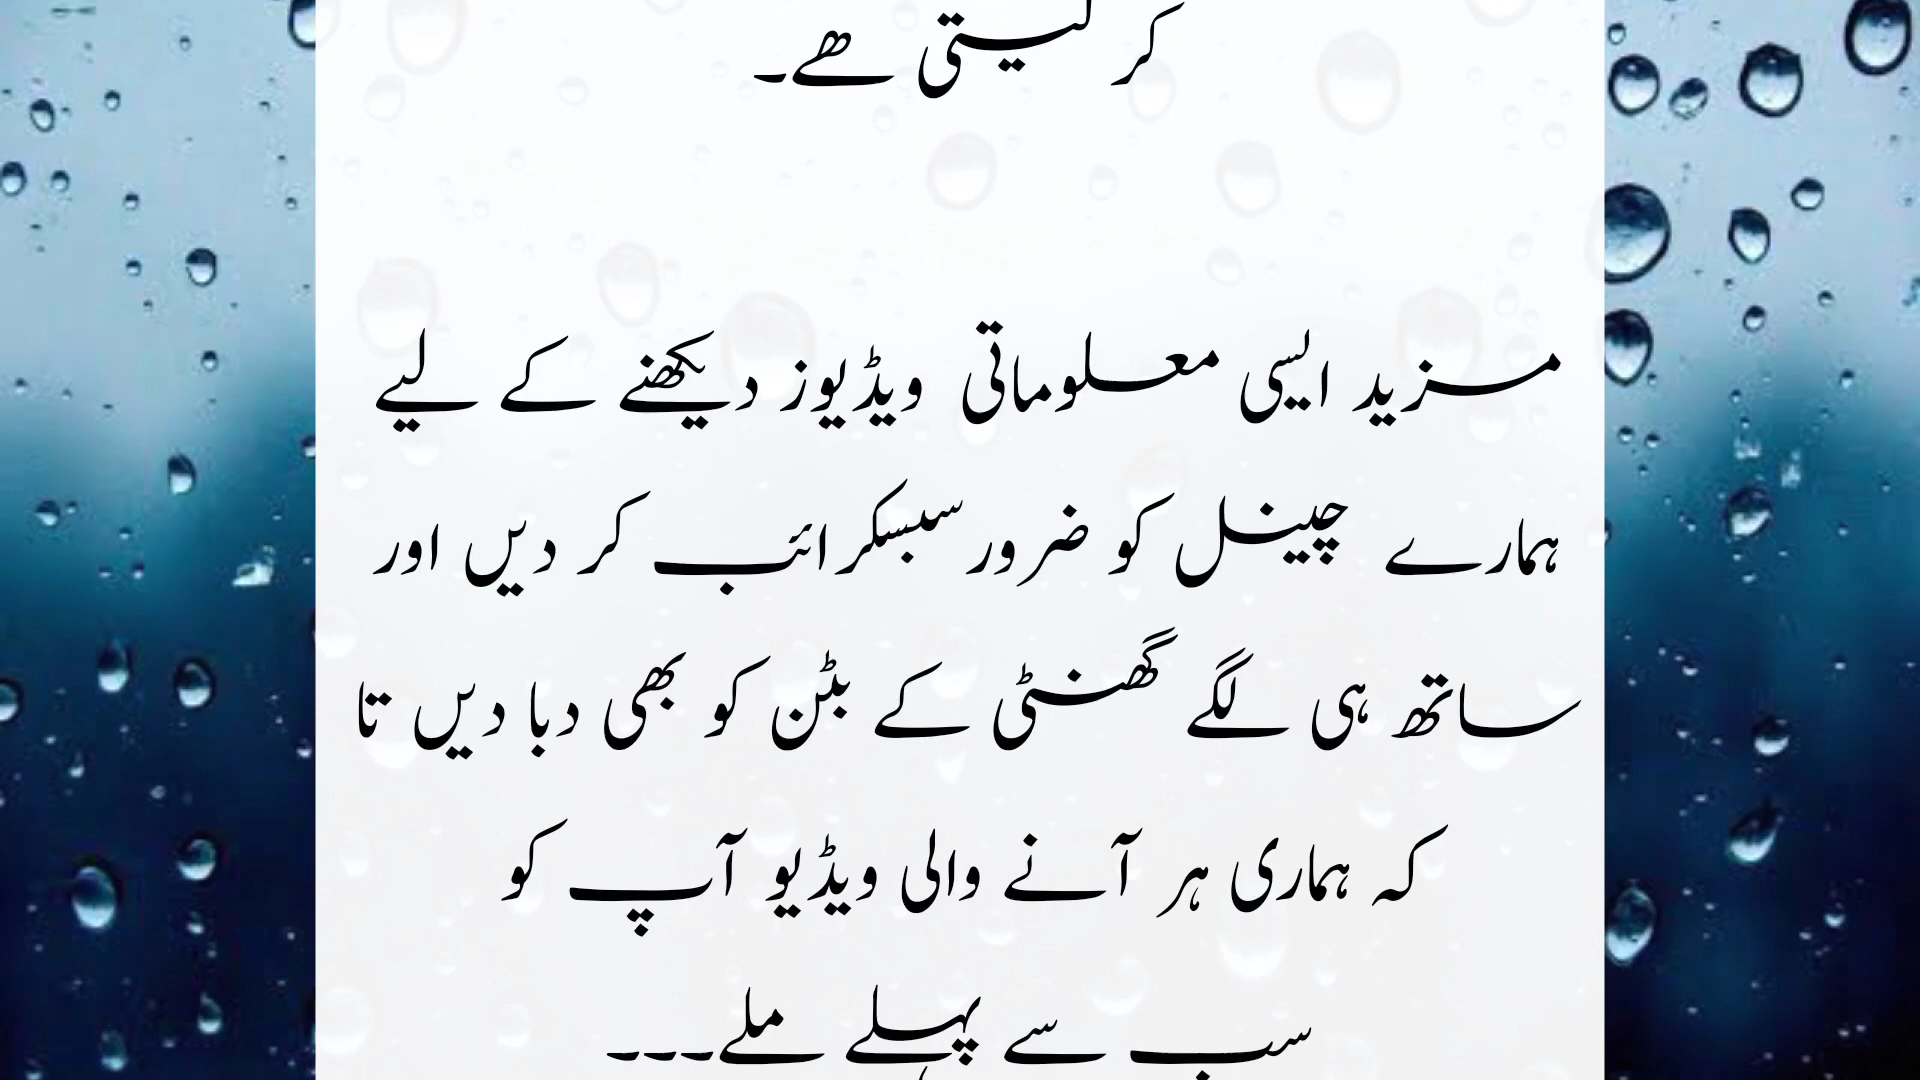 کر لیتی ھے۔
مزید ایسی معلوماتی ویڈیوز دیکھنے کے لیے
ہمارے چینل کو ضرور سبسکرائب کر دیں اور
ساتھ ہی لگے گھنٹی کے بٹن کو بھی دبا دیں تا
کہ ہماری ہر آنے والی ویڈیو آپ کو
سب سے پہلے ملے۔۔۔